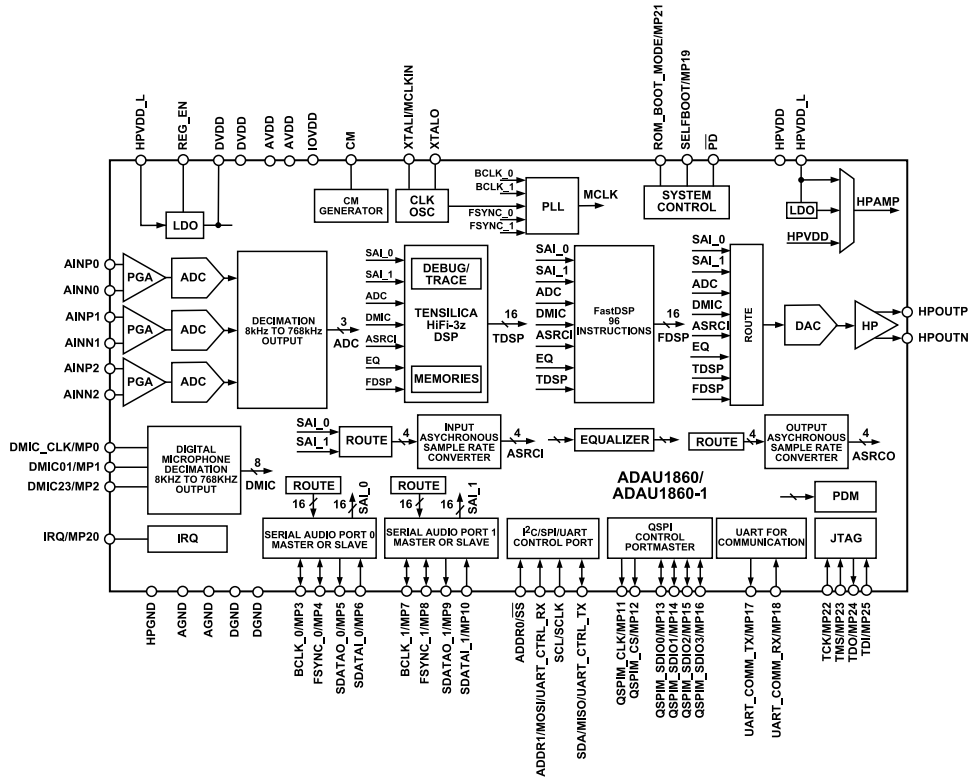 HPVDD_L
REG_EN
DVDD
DVDD
AVDD
AVDD
IOVDD
CM
XTALI/MCLKIN
XTALO
ROM_BOOT_MODE/MP21
SELFBOOT/MP19
PD
HPVDD
HPVDD_L
LDO
CM
GENERATOR
CLK
OSC
BCLK_0
BCLK_1
FSYNC_0
FSYNC_1
PLL
MCLK
SYSTEM
CONTROL
LDO
HPVDD
HPAMP
AINP0
AINN0
AINP1
AINN1
AINP2
AINN2
PGA
ADC
PGA
ADC
PGA
ADC
DECIMATION
8kHz TO 768kHz
OUTPUT
3
ADC
SAI_0
SAI_1
ADC
DMIC
ASRCI
EQ
FDSP
DEBUG/
TRACE
TENSILICA
HiFi-3z
DSP
MEMORIES
16
TDSP
SAI_0
SAI_1
ADC
DMIC
ASRCI
EQ
TDSP
FastDSP
96
INSTRUCTIONS
16
FDSP
SAI_0
SAI_1
ADC
DMIC
ASRCI
EQ
TDSP
FDSP
ROUTE
DAC
HP
HPOUTP
HPOUTN
DMIC_CLK/MP0
DMIC01/MP1
DMIC23/MP2
DIGITAL
MICROPHONE
DECIMATION
8KHZ TO 768KHZ
OUTPUT
8
DMIC
SAI_0
SAI_1
ROUTE
4
INPUT
ASYCHRONOUS
SAMPLE RATE
CONVERTER
4
ASRCI
EQUALIZER
ROUTE
4
OUTPUT
ASYCHRONOUS
SAMPLE RATE
CONVERTER
4
ASRCO
ADAU1860/
ADAU1860-1
IRQ/MP20
IRQ
ROUTE
16
16
SAI_0
SERIAL AUDIO PORT 0
MASTER OR SLAVE
ROUTE
16
16
SAI_1
SERIAL AUDIO PORT 1
MASTER OR SLAVE
I2C/SPI/UART
CONTROL PORT
QSPI
CONTROL
PORTMASTER
UART FOR
COMMUNICATION
PDM
JTAG
HPGND
AGND
AGND
DGND
DGND
BCLK_0/MP3
FSYNC_0/MP4
SDATAO_0/MP5
SDATAI_0/MP6
BCLK_1/MP7
FSYNC_1/MP8
SDATAO_1/MP9
SDATAI_1/MP10
ADDR0/SS
ADDR1/MOSI/UART_CTRL_RX
SCL/SCLK
SDA/MISO/UART_CTRL_TX
QSPIM_CLK/MP11
QSPIM_CS/MP12
QSPIM_SDIO0/MP13
QSPIM_SDIO1/MP14
QSPIM_SDIO2/MP15
QSPIM_SDIO3/MP16
UART_COMM_TX/MP17
UART_COMM_RX/MP18
TCK/MP22
TMS/MP23
TDO/MP24
TDI/MP25